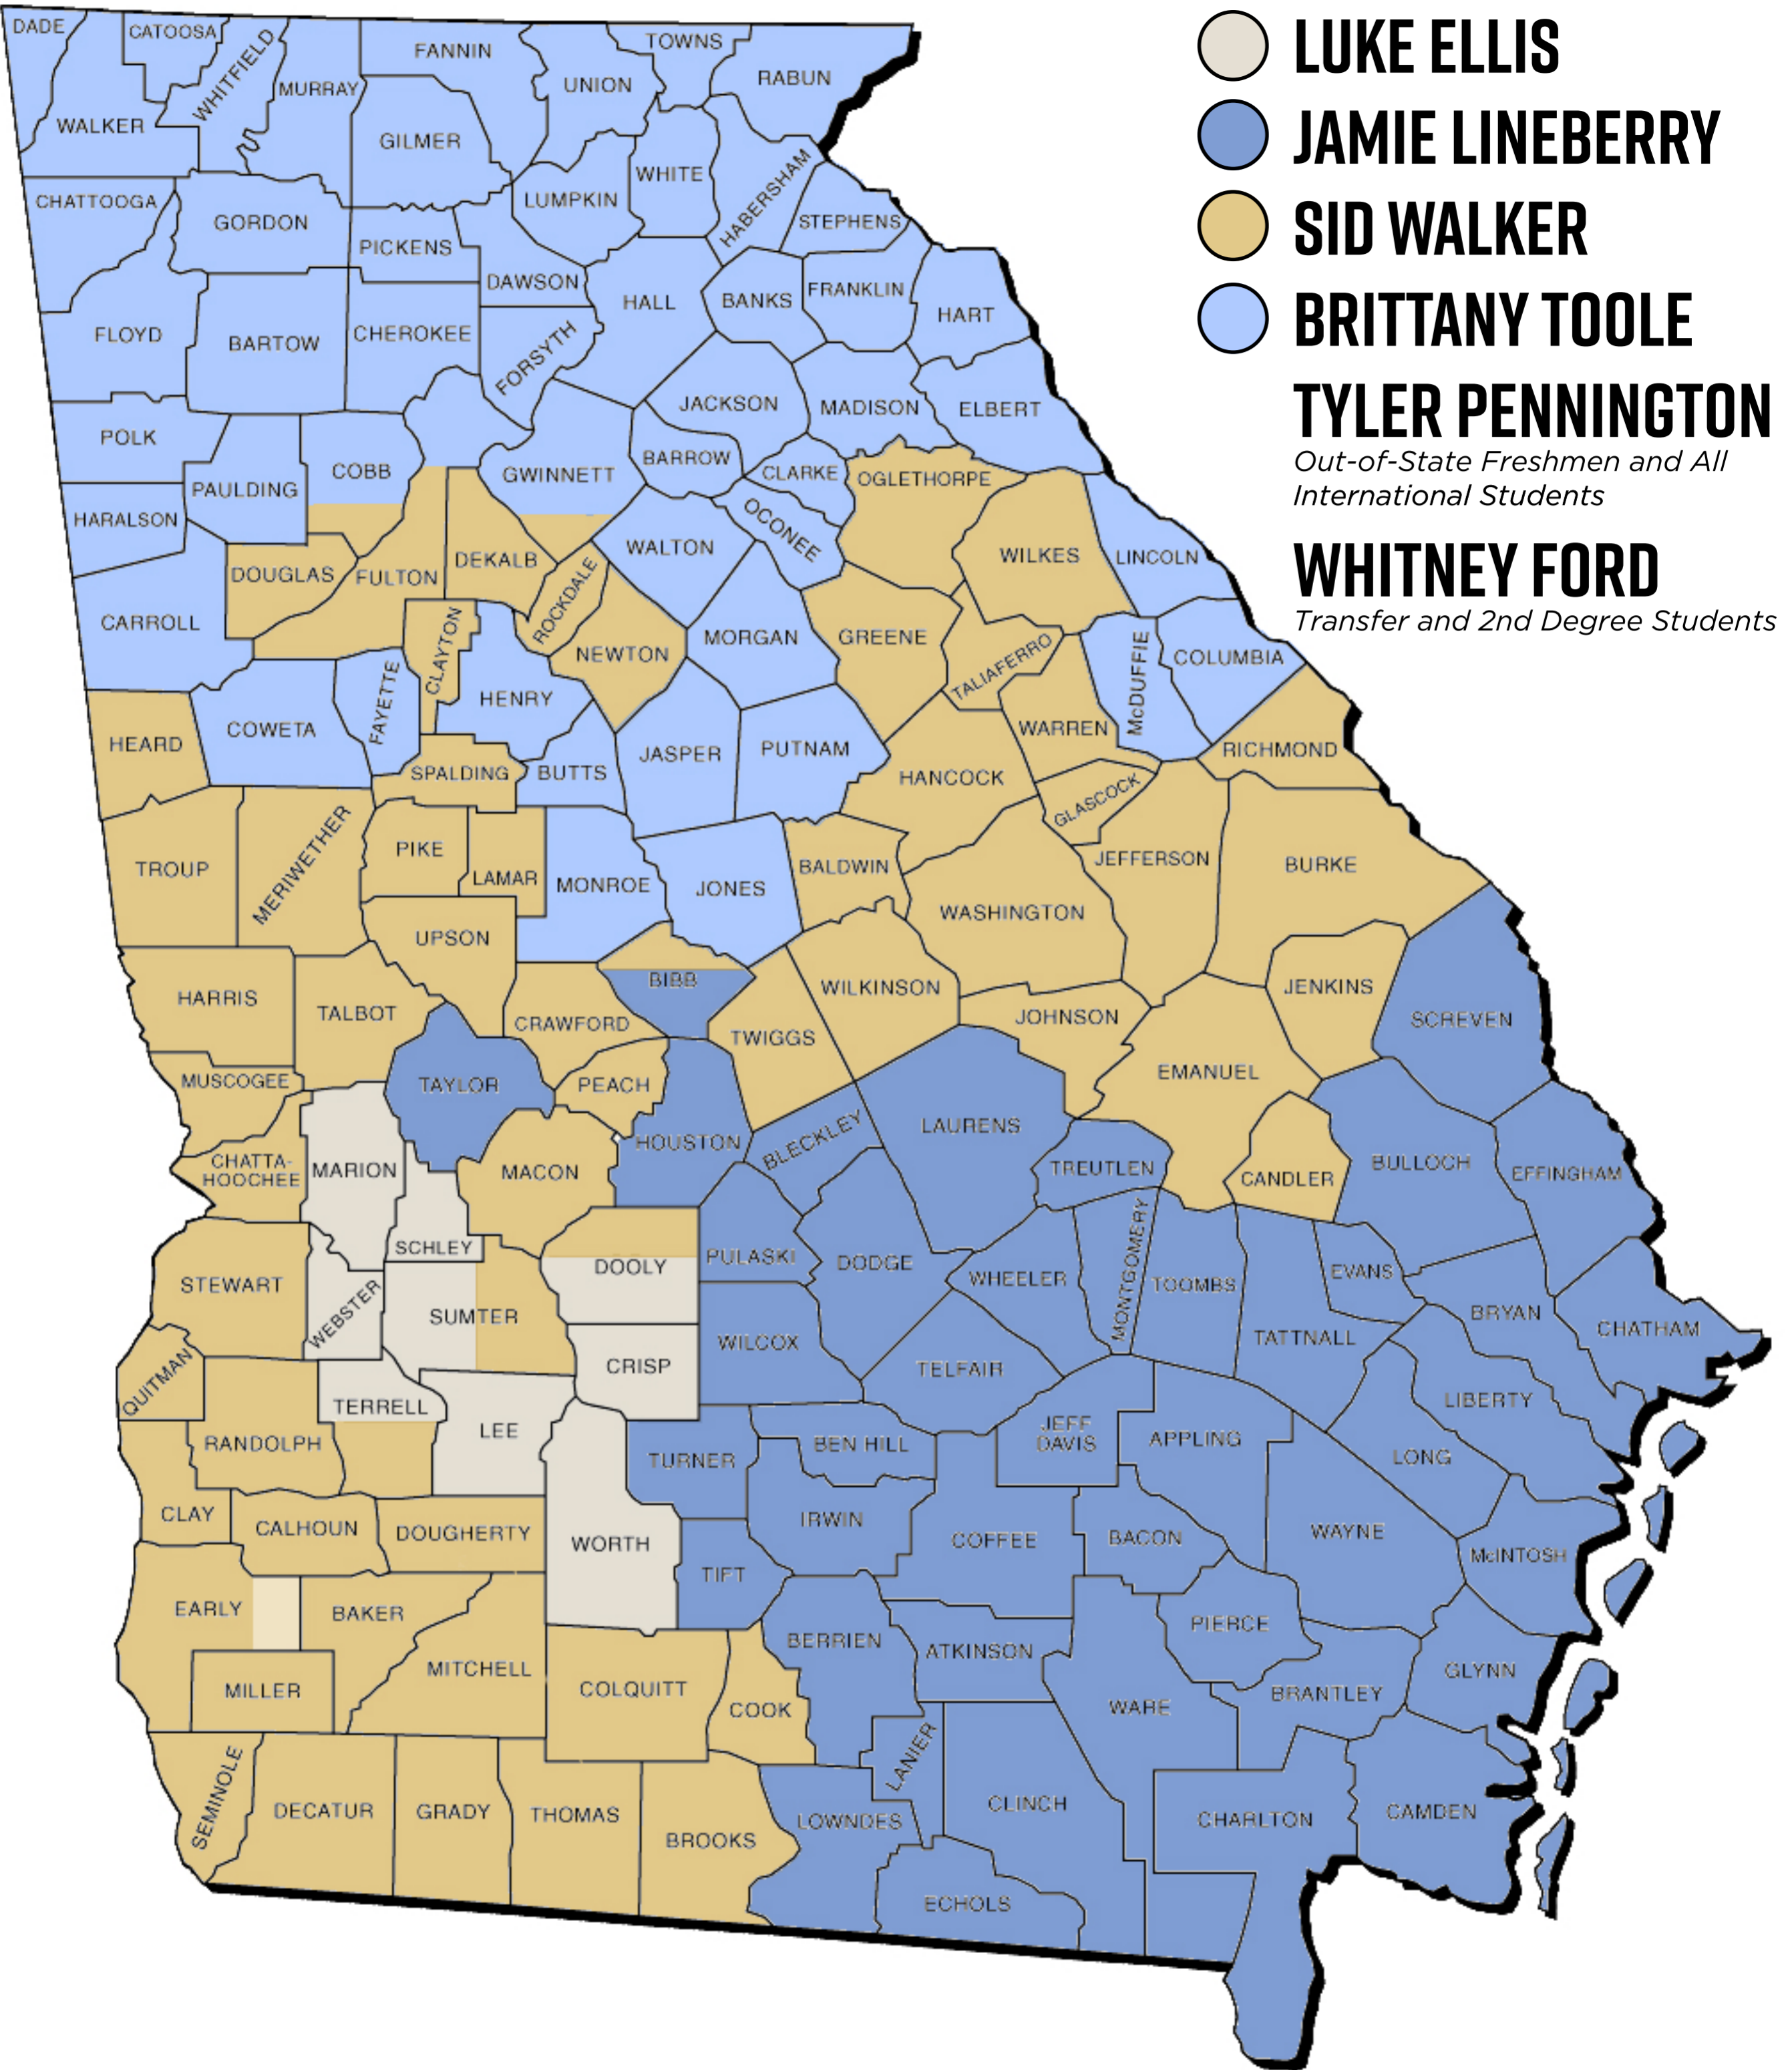 LUKE ELLIS
JAMIE LINEBERRY
SID WALKER
BRITTANY TOOLE
TYLER PENNINGTON
Out-of-State Freshmen and All
International Students
WHITNEY FORD
Transfer and 2nd Degree Students
DADE
CATOOSA
WHITFIELD
MURRAY
FANNIN
UNION
TOWNS
RABUN
WALKER
GILMER
WHITE
HABERSHAM
LUMPKIN
STEPHENS
CHATTOOGA
GORDON
PICKENS
DAWSON
HALL
BANKS
FRANKLIN
HART
FLOYD
BARTOW
CHEROKEE
FORSYTH
JACKSON
MADISON
ELBERT
POLK
PAULDING
COBB
GWINNETT
BARROW
CLARKE
OGLETHORPE
HARALSON
OCONEE
WALTON
WILKES
LINCOLN
DOUGLAS
FULTON
DEKALB
ROCKDALE
CARROLL
CLAYTON
NEWTON
MORGAN
GREENE
TALIAFERRO
McDUFFIE
COLUMBIA
HEARD
COWETA
FAYETTE
HENRY
JASPER
PUTNAM
WARREN
RICHMOND
SPALDING
BUTTS
HANCOCK
GLASCOCK
TROUP
MERIWETHER
PIKE
LAMAR
MONROE
JONES
BALDWIN
JEFFERSON
BURKE
UPSON
WASHINGTON
HARRIS
TALBOT
CRAWFORD
BIBB
WILKINSON
JENKINS
SCREVEN
TWIGGS
JOHNSON
MUSCOGEE
TAYLOR
PEACH
EMANUEL
CHATTA-
HOOCHEE
MARION
MACON
HOUSTON
BLECKLEY
LAURENS
TREUTLEN
CANDLER
BULLOCH
EFFINGHAM
SCHLEY
STEWART
WEBSTER
SUMTER
DOOLY
PULASKI
DODGE
WHEELER
MONTGOMERY
TOOMBS
EVANS
BRYAN
CHATHAM
TATTNALL
QUITMAN
CRISP
WILCOX
TELFAIR
TERRELL
LEE
RANDOLPH
TURNER
BEN HILL
JEFF
DAVIS
APPLING
LONG
LIBERTY
CLAY
CALHOUN
DOUGHERTY
WORTH
IRWIN
COFFEE
BACON
WAYNE
McINTOSH
TIFT
EARLY
BAKER
MITCHELL
MILLER
COLQUITT
COOK
BERRIEN
ATKINSON
PIERCE
WARE
BRANTLEY
GLYNN
SEMINOLE
DECATUR
GRADY
THOMAS
BROOKS
LOWNDES
LANIER
CLINCH
CHARLTON
CAMDEN
ECHOLS